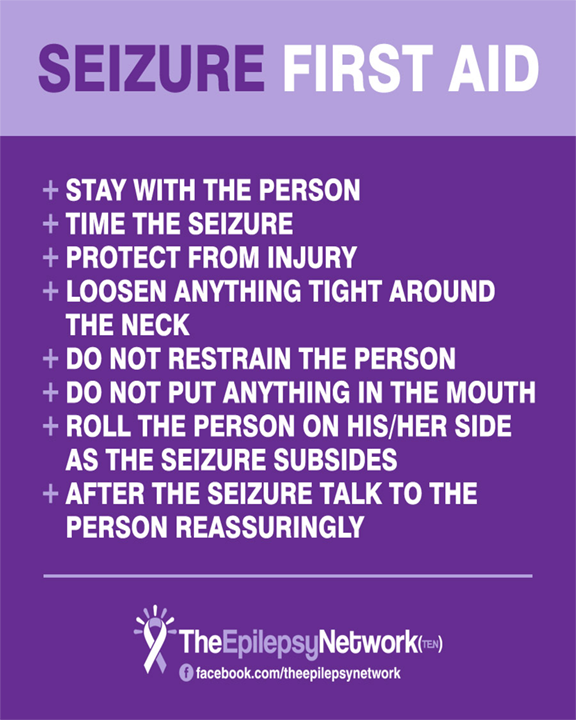 SEIZURE FIRST AID
+ STAY WITH THE PERSON
+ TIME THE SEIZURE
+ PROTECT FROM INJURY
+ LOOSEN ANYTHING TIGHT AROUND
THE NECK
+ DO NOT RESTRAIN THE PERSON
+ DO NOT PUT ANYTHING IN THE MOUTH
+ ROLL THE PERSON ON HIS/HER SIDE
AS THE SEIZURE SUBSIDES
+ AFTER THE SEIZURE TALK TO THE
PERSON REASSURINGLY
TheEpilepsyNetwork(TEN)
f facebook.com/theepilepsynetwork